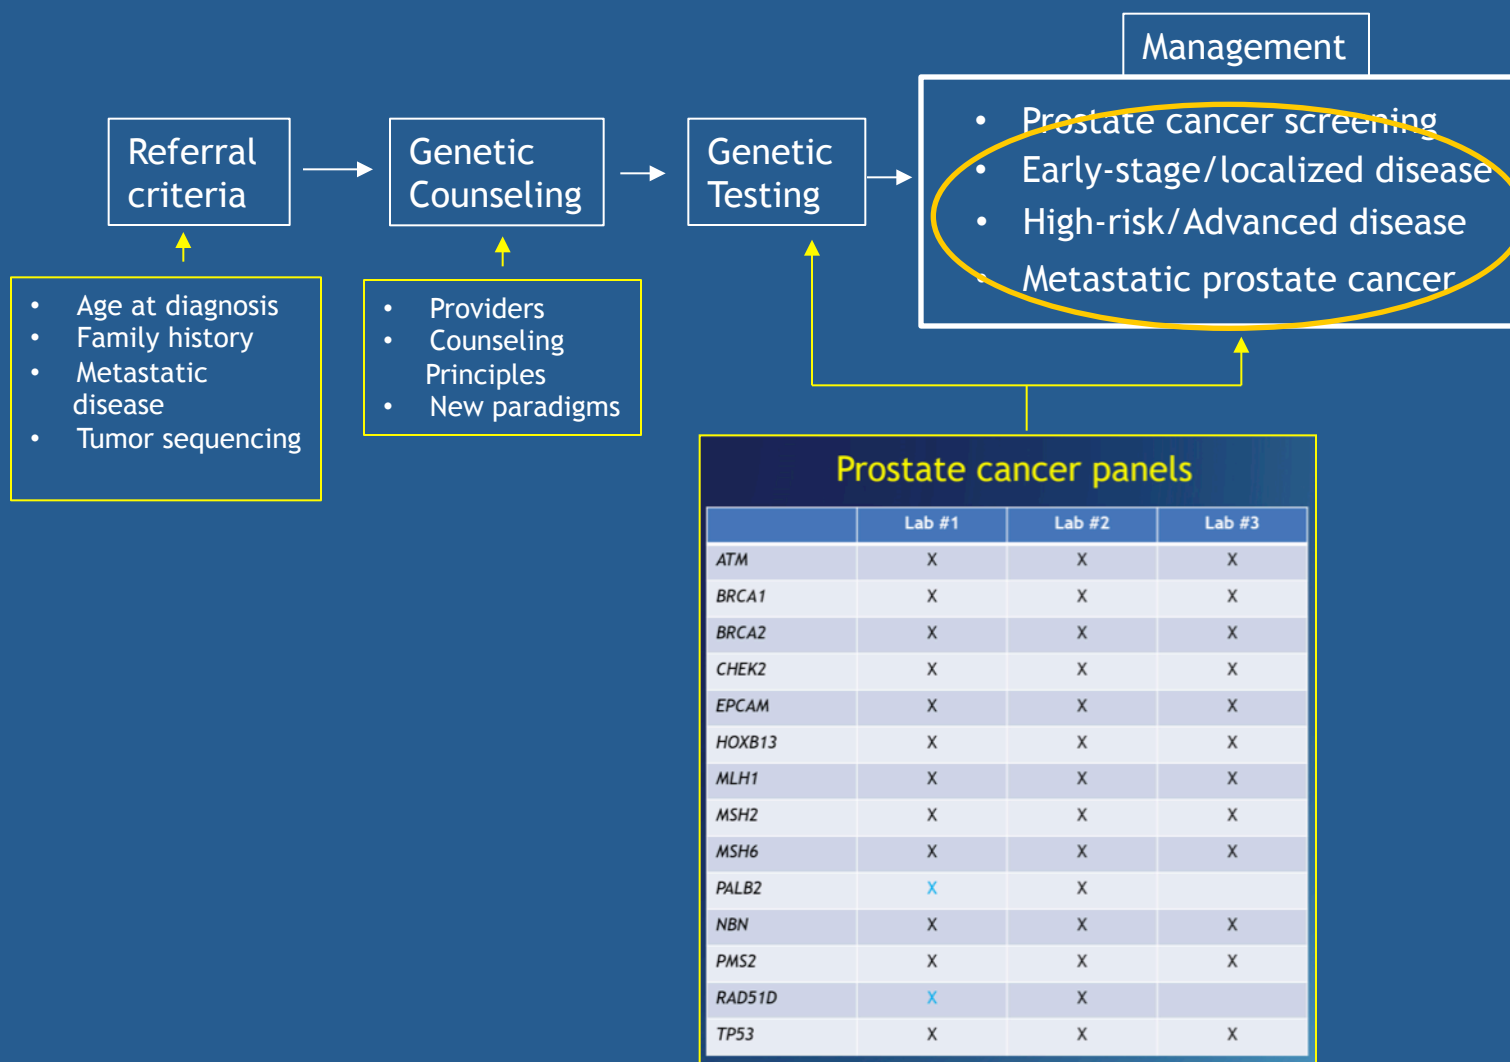 Management
• Prostate cancer screening
• Early-stage/localized disease
• High-risk/Advanced disease
• Metastatic prostate cancer
Referral
criteria
Genetic
Counseling
Genetic
Testing
• Age at diagnosis
• Family history
• Metastatic
disease
• Tumor sequencing
• Providers
• Counseling
Principles
• New paradigms
Prostate cancer panels
Lab #1 Lab #2 Lab #3
ATM X X X
BRCA1 X X X
BRCA2 X X X
CHEK2 X X X
EPCAM X X X
HOXB13 X X X
MLH1 X X X
MSH2 X X X
MSH6 X X X
PALB2 X X
NBN X X X
PMS2 X X X
RAD51D X X
TP53 X X X